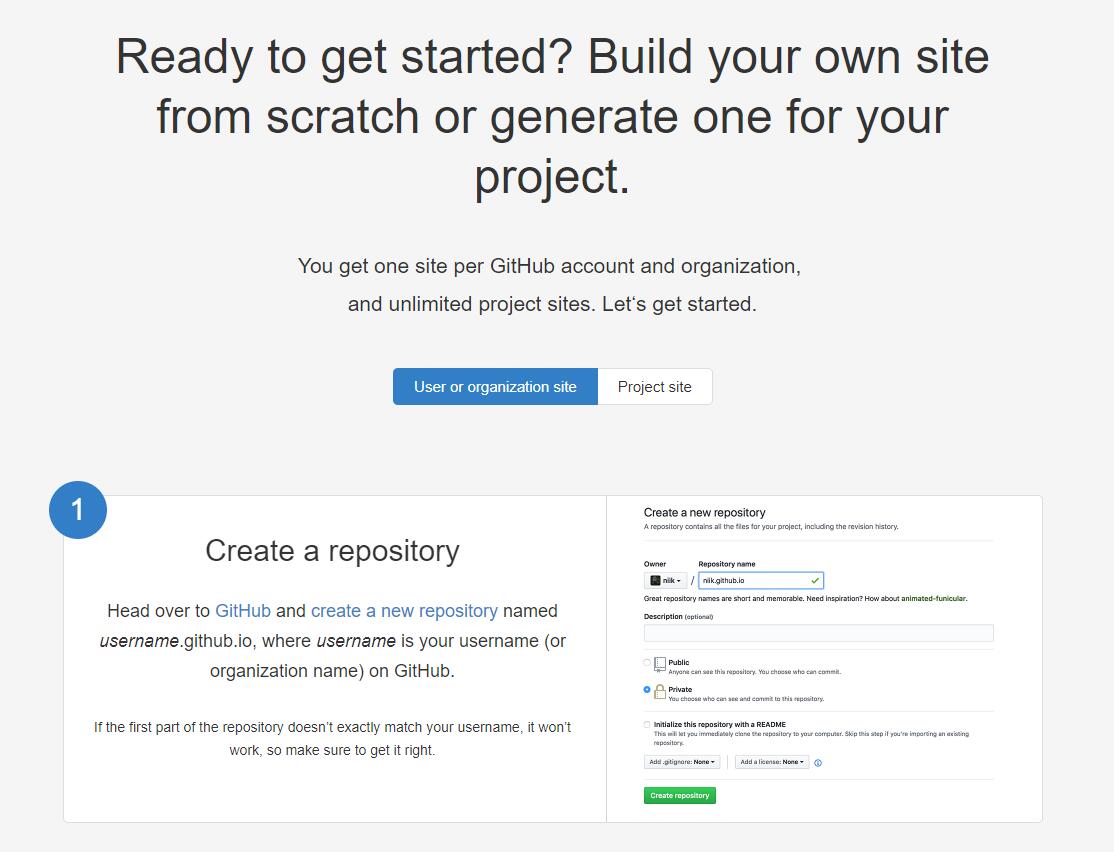 Ready to get started? Build your own site
from scratch or generate one for your
project.
You get one site per GitHub account and organization,
and unlimited project sites. Let‘s get started.
User or organization site
Project site
1
Create a repository
Head over to GitHub and create a new repository named
username.github.io, where username is your username (or
organization name) on GitHub.
If the first part of the repository doesn’t exactly match your username, it won’t
work, so make sure to get it right.
Create a new repository
A repository contains all the files for your project, including the revision history.
Owner
Repository name
niik / niik.github.io
Great repository names are short and memorable. Need inspiration? How about animated-funicular.
Description (optional)
Public
Anyone can see this repository. You choose who can commit.
Private
You choose who can see and commit to this repository.
Initialize this repository with a README
This will let you immediately clone the repository to your computer. Skip this step if you’re importing an existing
repository.
Add .gitignore: None
Add a license: None
Create repository